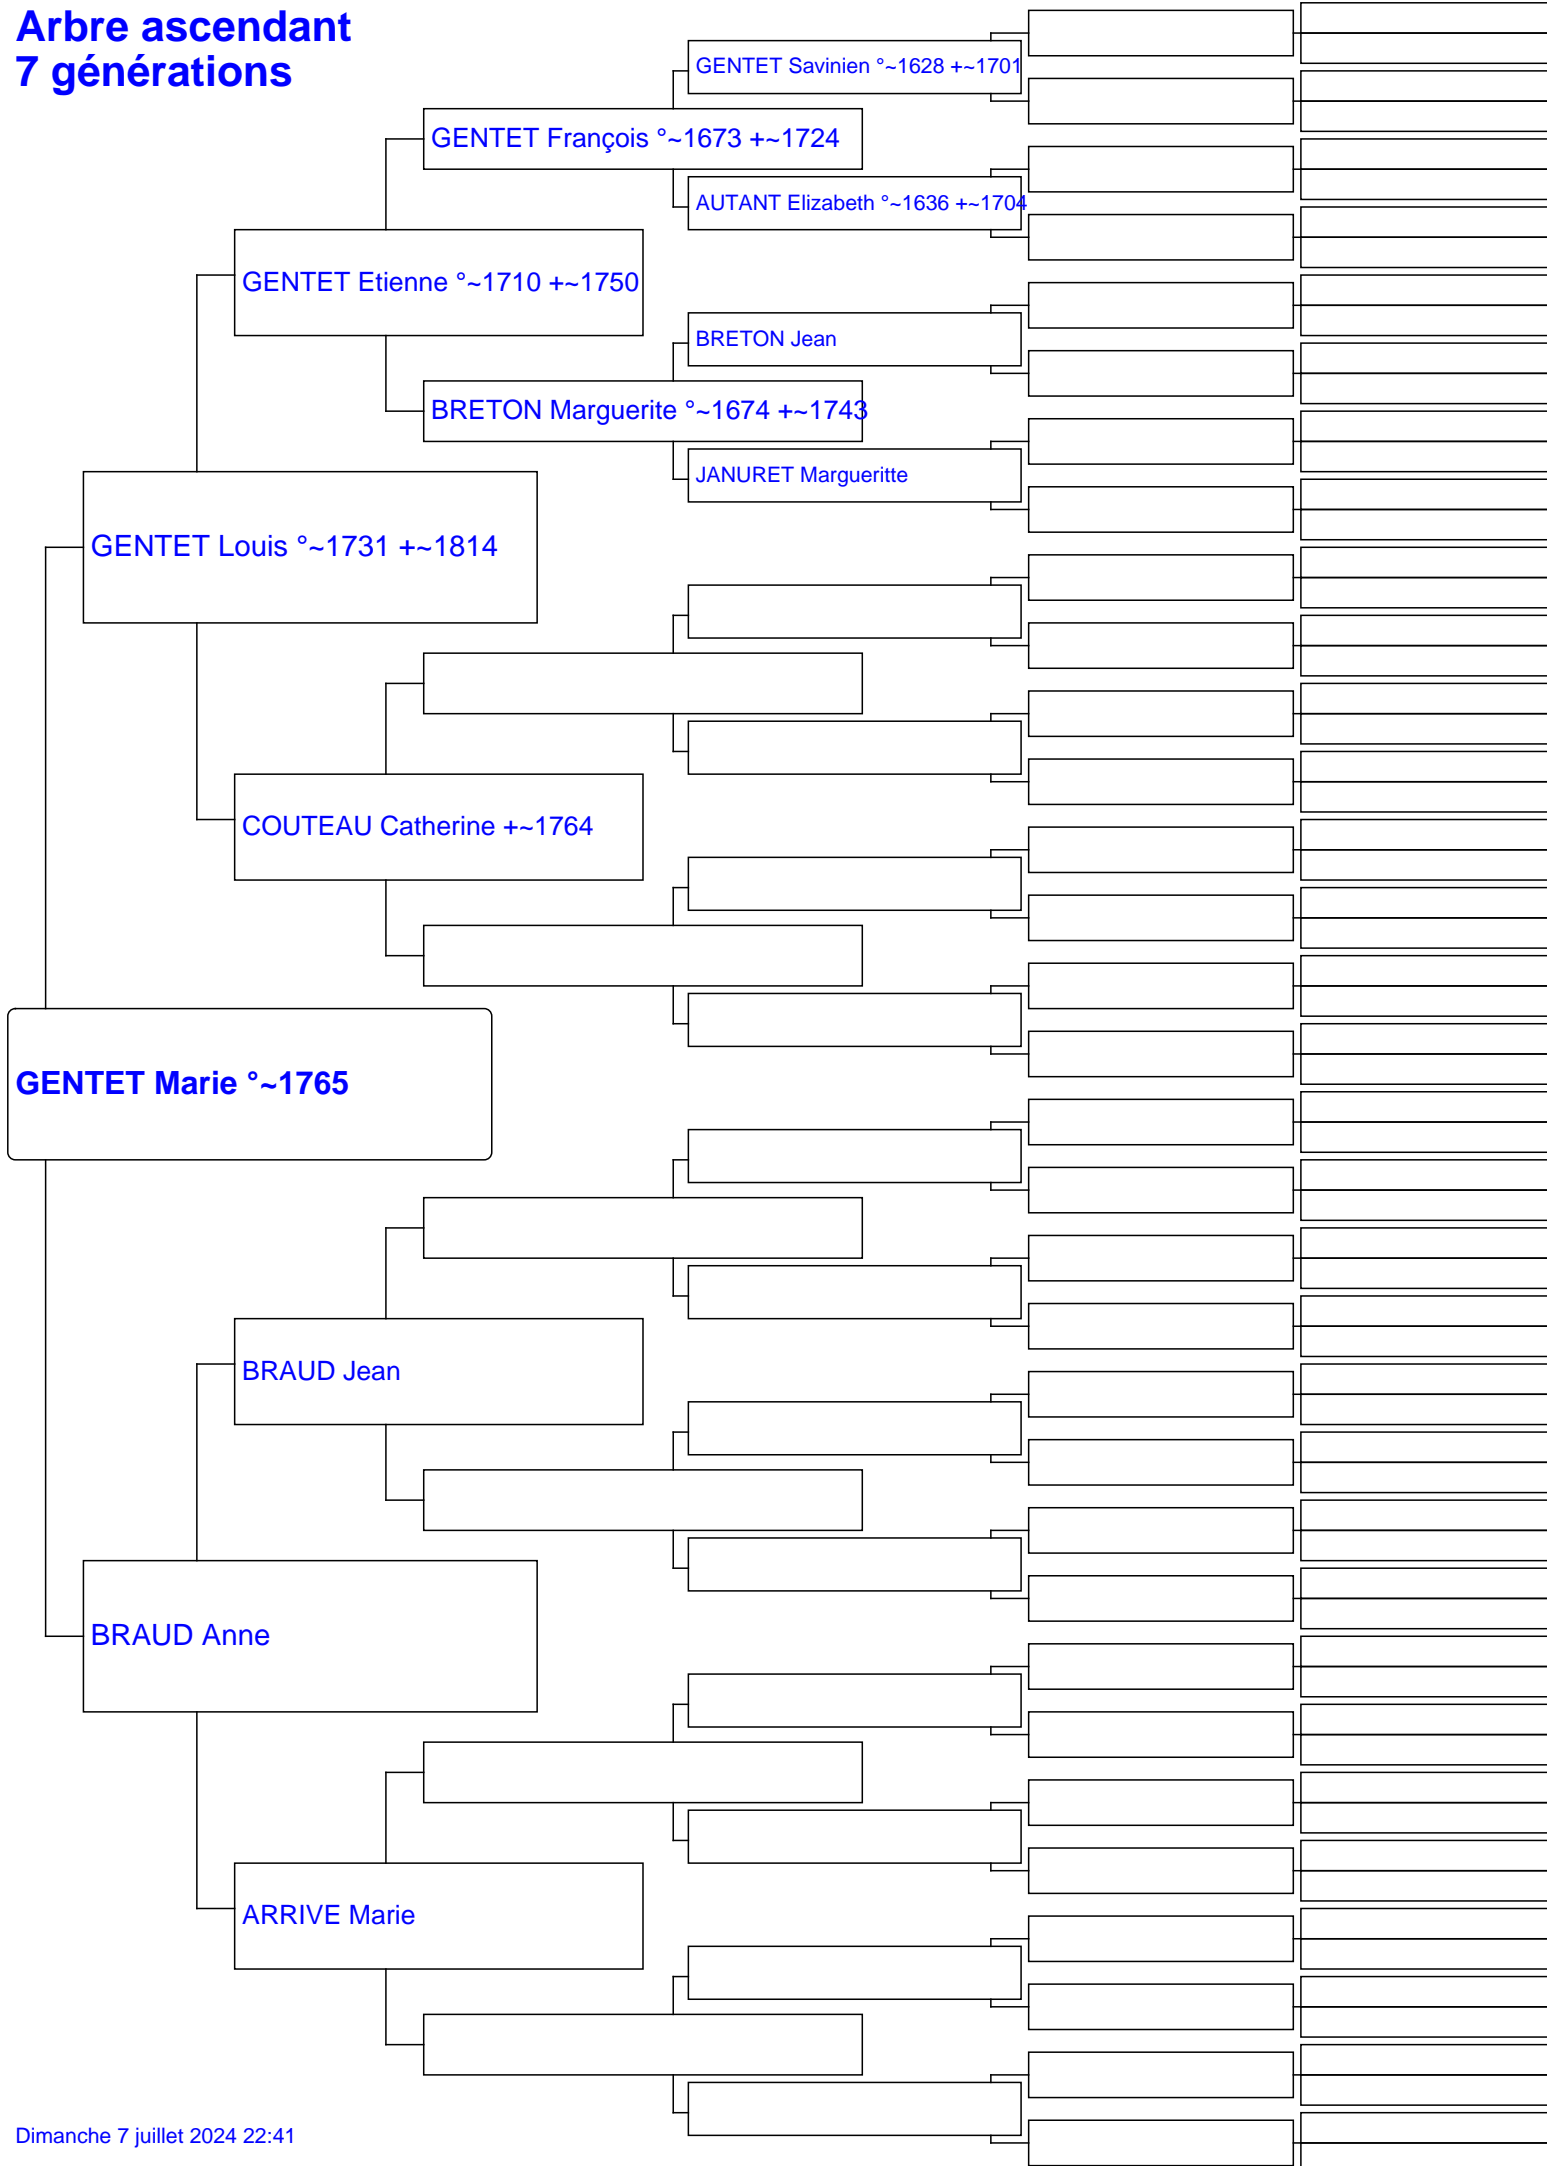 Arbre ascendant
7 générations
GENTET Savinien °~1628 +~1701
GENTET François °~1673 +~1724
AUTANT Elizabeth °~1636 +~1704
GENTET Etienne °~1710 +~1750
BRETON Jean
BRETON Marguerite °~1674 +~1743
JANURET Margueritte
GENTET Louis °~1731 +~1814
COUTEAU Catherine +~1764
GENTET Marie °~1765
BRAUD Jean
BRAUD Anne
ARRIVE Marie
Dimanche 7 juillet 2024 22:41